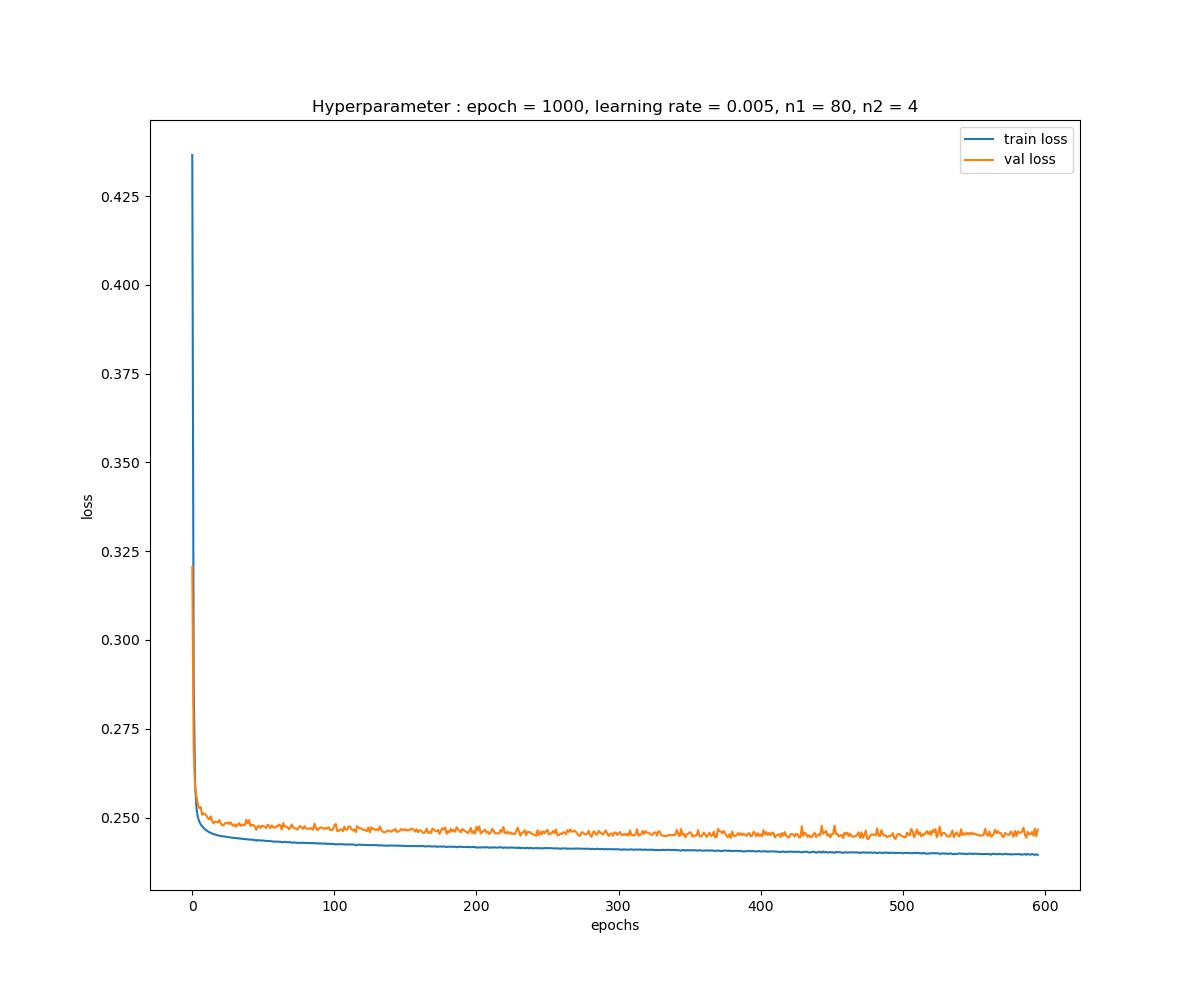 Hyperparameter : epoch = 1000, learning rate = 0.005, n1 = 80, n2 = 4
train loss
val loss
0.425
0.400
0.375
0.350
0.325
0.300
0.275
0.250
loss
0 100 200 300 400 500 600
epochs